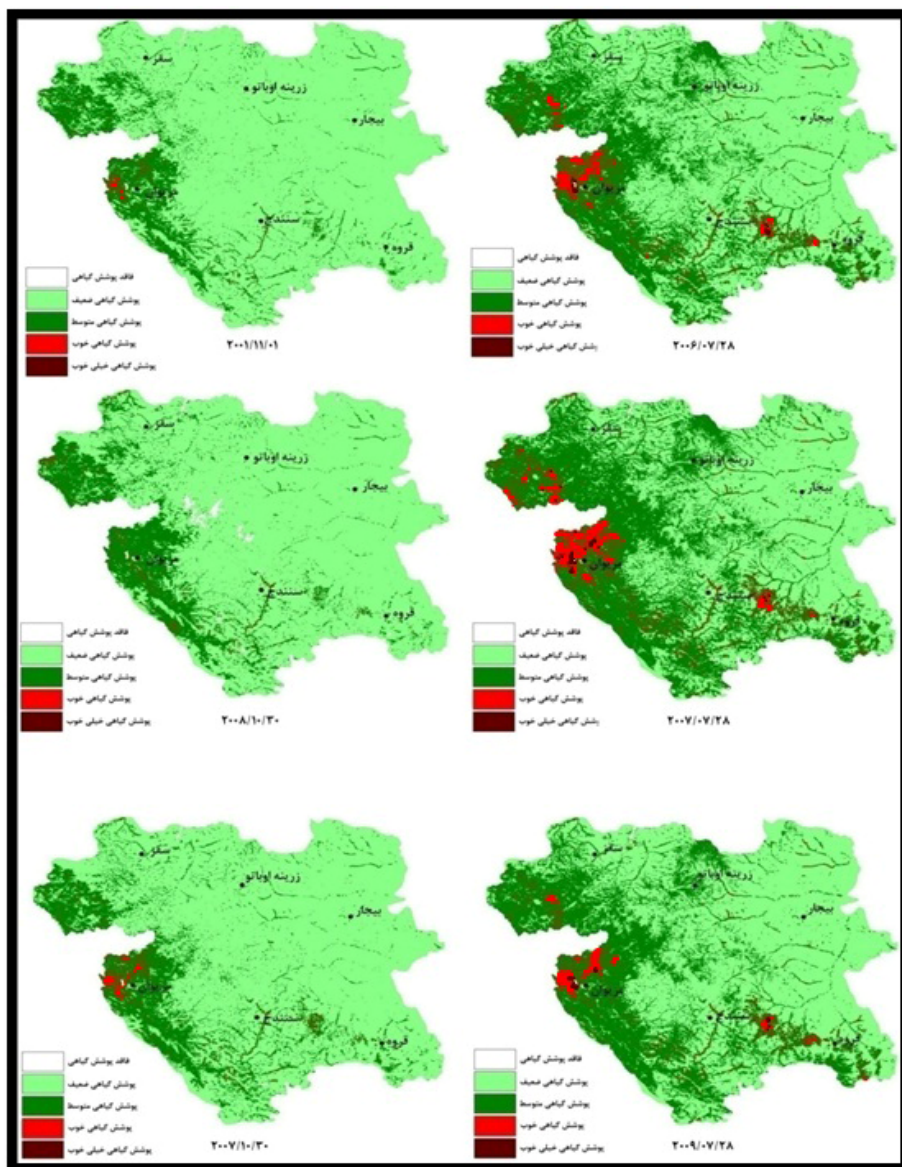 سقز
زرینه اوباتو
بیجار
مریوان
سنندج
قروه
فاقد پوشش گیاهی
پوشش گیاهی ضعیف
پوشش گیاهی متوسط
پوشش گیاهی خوب
پوشش گیاهی خیلی خوب
۲۰۰۱/۱۱/۰۱
سقز
زرینه اوباتو
بیجار
مریوان
سنندج
قروه
فاقد پوشش گیاهی
پوشش گیاهی ضعیف
پوشش گیاهی متوسط
پوشش گیاهی خوب
پوشش گیاهی خیلی خوب
۲۰۰۶/۰۷/۲۸
سقز
زرینه اوباتو
بیجار
مریوان
سنندج
قروه
فاقد پوشش گیاهی
پوشش گیاهی ضعیف
پوشش گیاهی متوسط
پوشش گیاهی خوب
پوشش گیاهی خیلی خوب
۲۰۰۸/۱۰/۳۰
سقز
زرینه اوباتو
بیجار
مریوان
سنندج
قروه
فاقد پوشش گیاهی
پوشش گیاهی ضعیف
پوشش گیاهی متوسط
پوشش گیاهی خوب
پوشش گیاهی خیلی خوب
۲۰۰۷/۰۷/۲۸
سقز
زرینه اوباتو
بیجار
مریوان
سنندج
قروه
فاقد پوشش گیاهی
پوشش گیاهی ضعیف
پوشش گیاهی متوسط
پوشش گیاهی خوب
پوشش گیاهی خیلی خوب
۲۰۰۷/۱۰/۳۰
سقز
زرینه اوباتو
بیجار
مریوان
سنندج
قروه
فاقد پوشش گیاهی
پوشش گیاهی ضعیف
پوشش گیاهی متوسط
پوشش گیاهی خوب
پوشش گیاهی خیلی خوب
۲۰۰۹/۰۷/۲۸